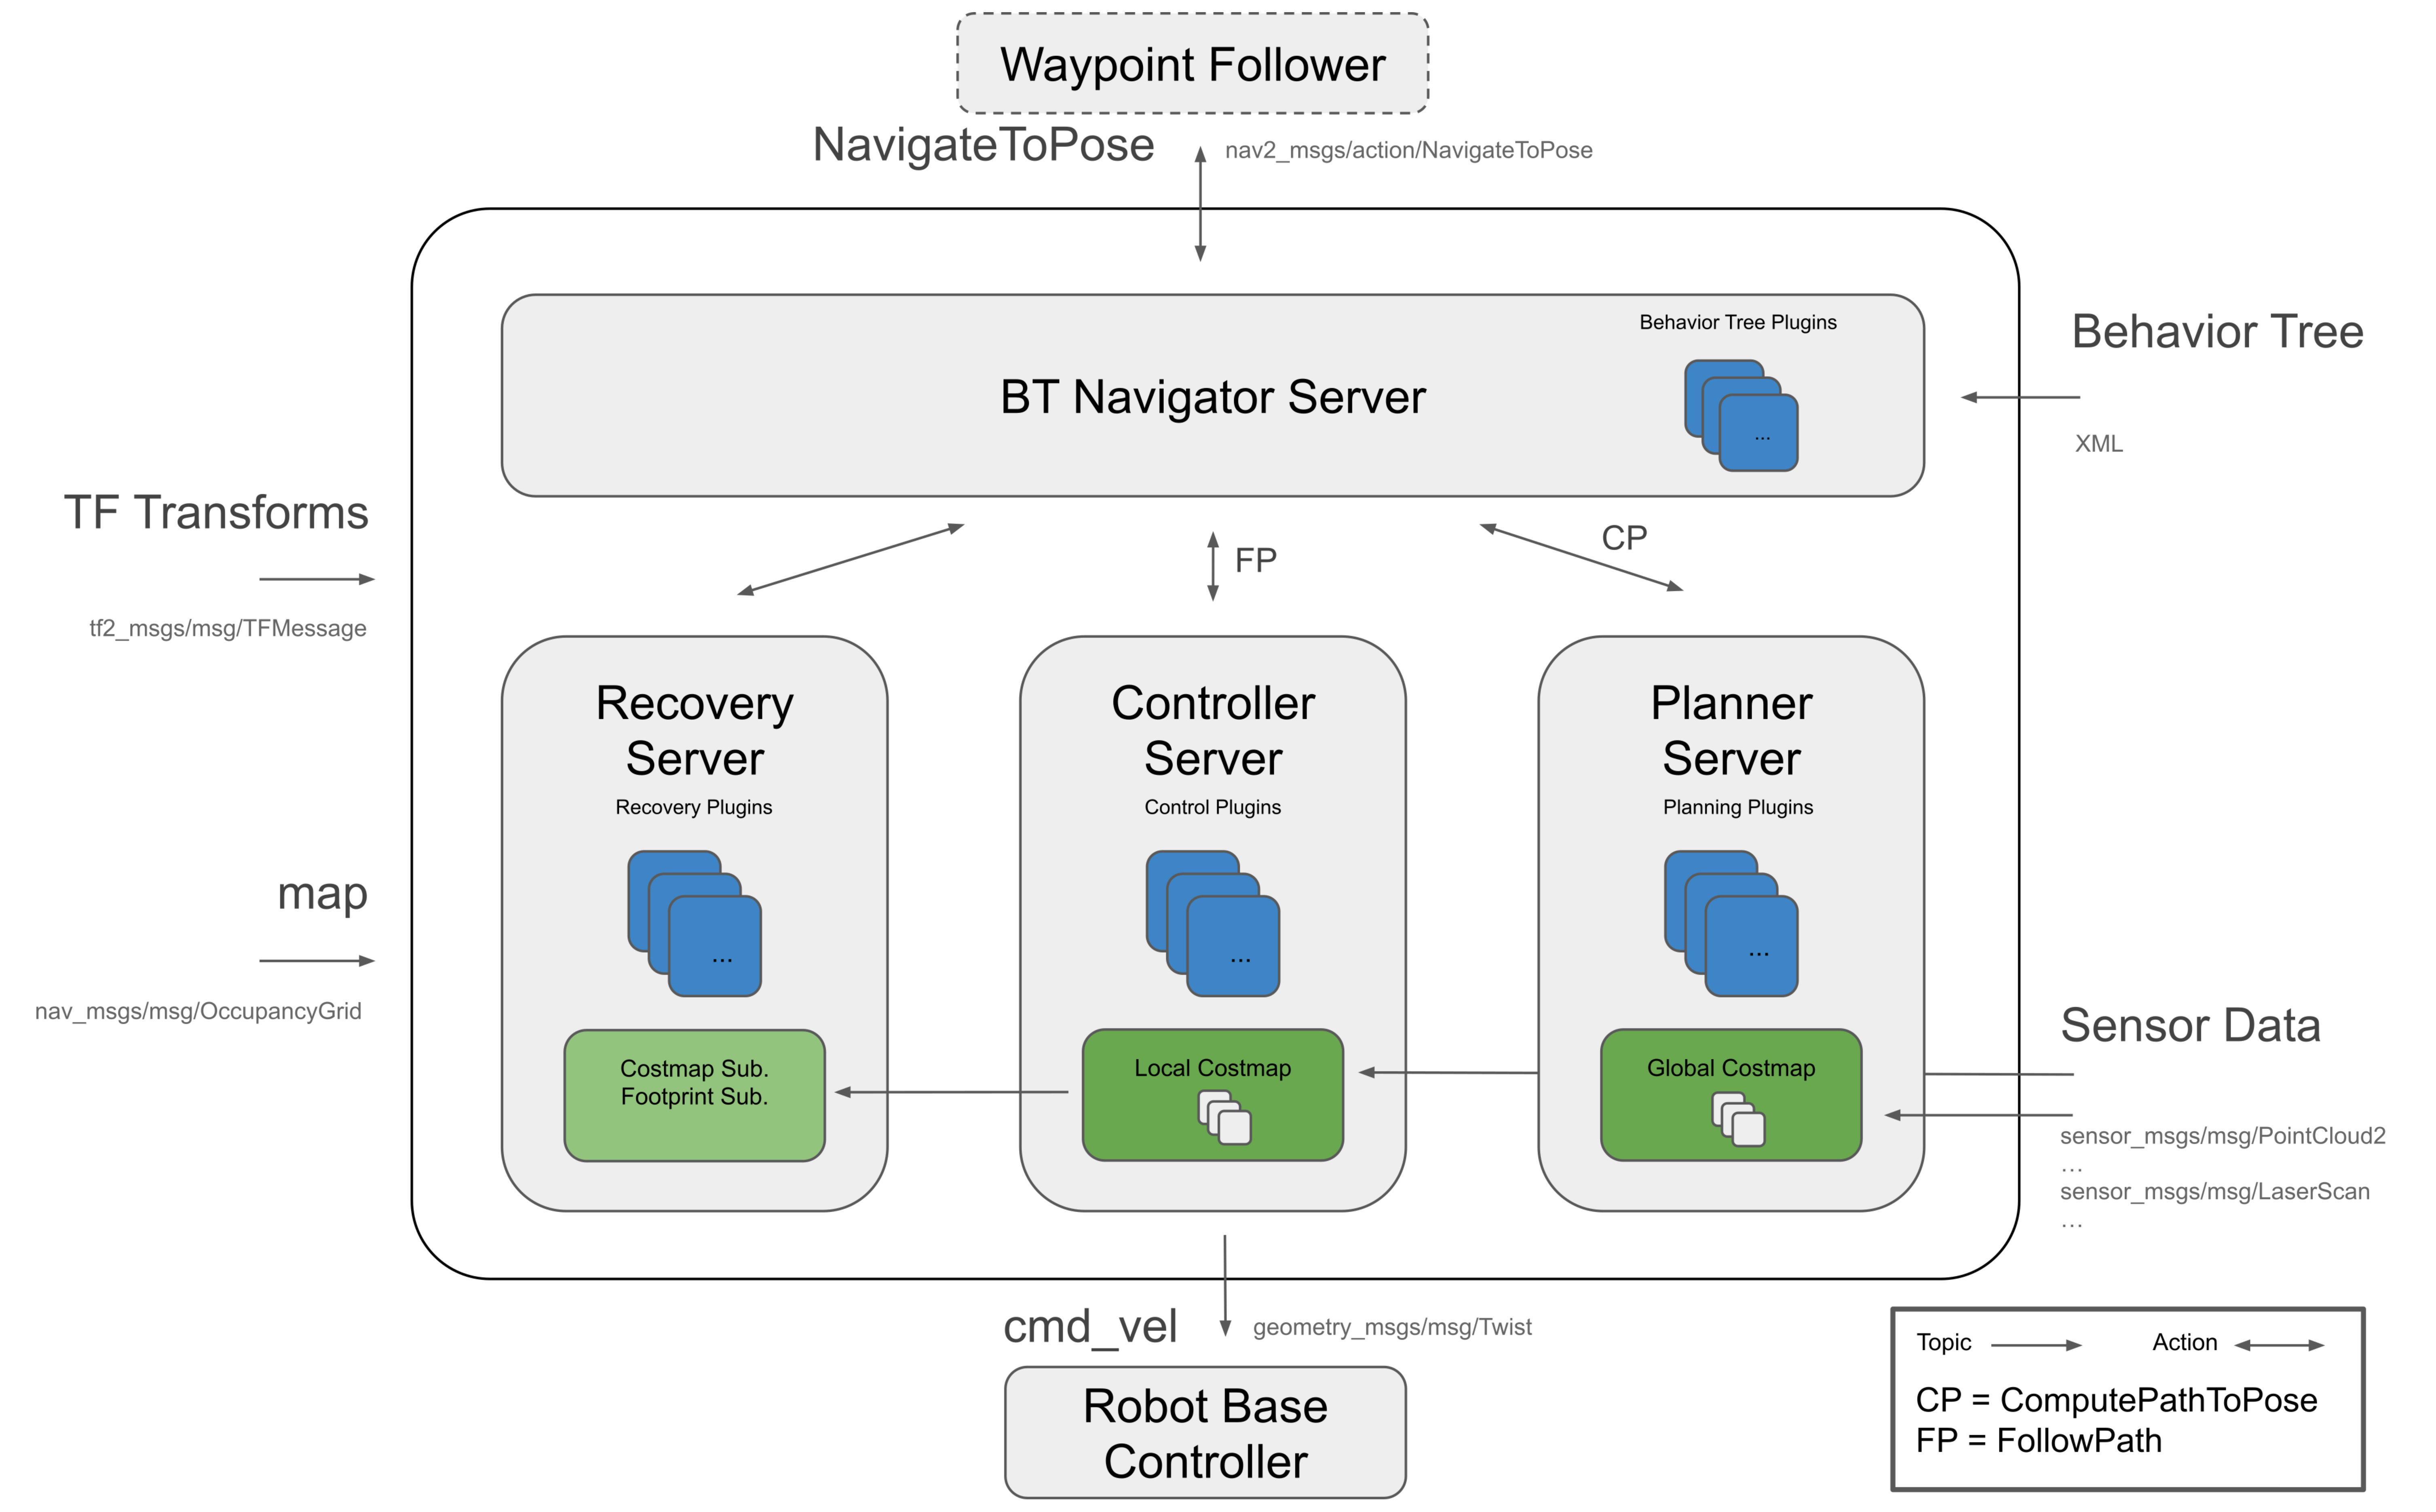 Waypoint Follower
NavigateToPose
nav2_msgs/action/NavigateToPose
Behavior Tree Plugins
BT Navigator Server
...
Behavior Tree
XML
TF Transforms
tf2_msgs/msg/TFMessage
FP
CP
Recovery
Server
Recovery Plugins
...
Costmap Sub.
Footprint Sub.
Controller
Server
Control Plugins
...
Local Costmap
Planner
Server
Planning Plugins
...
Global Costmap
map
nav_msgs/msg/OccupancyGrid
Sensor Data
sensor_msgs/msg/PointCloud2
...
sensor_msgs/msg/LaserScan
...
cmd_vel
geometry_msgs/msg/Twist
Robot Base
Controller
Topic
Action
CP = ComputePathToPose
FP = FollowPath